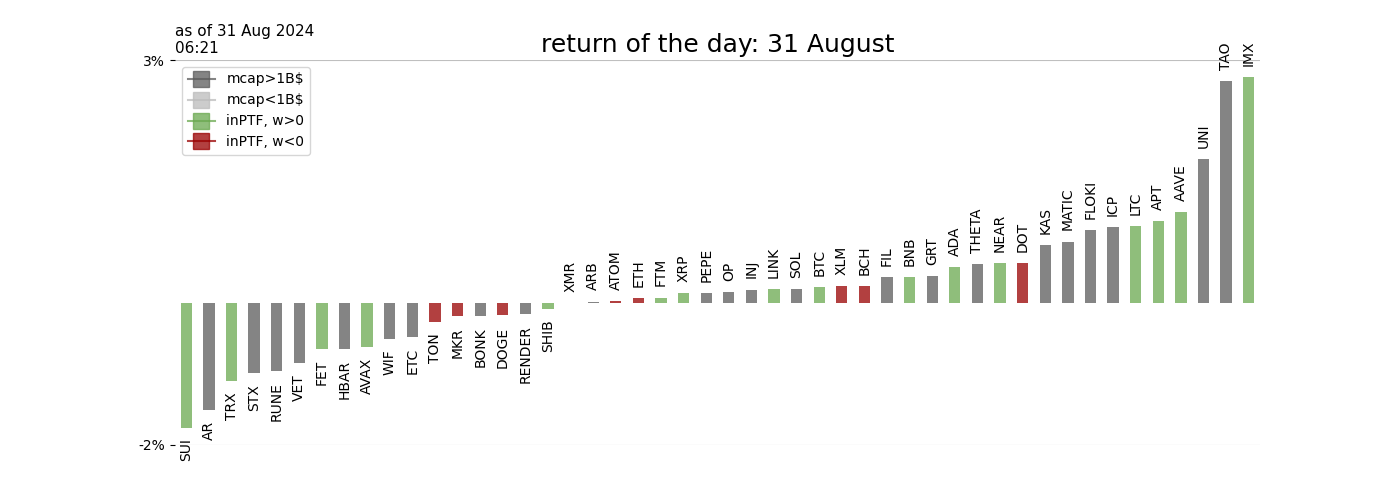 as of 31 Aug 2024
06:21
return of the day: 31 August
3%
mcap>1B$
mcap<1B$
inPTF, w>0
inPTF, w<0
-2%
SUI
AR
TRX
STX
RUNE
VET
FET
HBAR
AVAX
WIF
ETC
TON
MKR
BONK
DOGE
RENDER
SHIB
XMR
ARB
ATOM
ETH
FTM
XRP
PEPE
OP
INJ
LINK
SOL
BTC
XLM
BCH
FIL
BNB
GRT
ADA
THETA
NEAR
DOT
KAS
MATIC
FLOKI
ICP
LTC
APT
AAVE
UNI
TAO
IMX